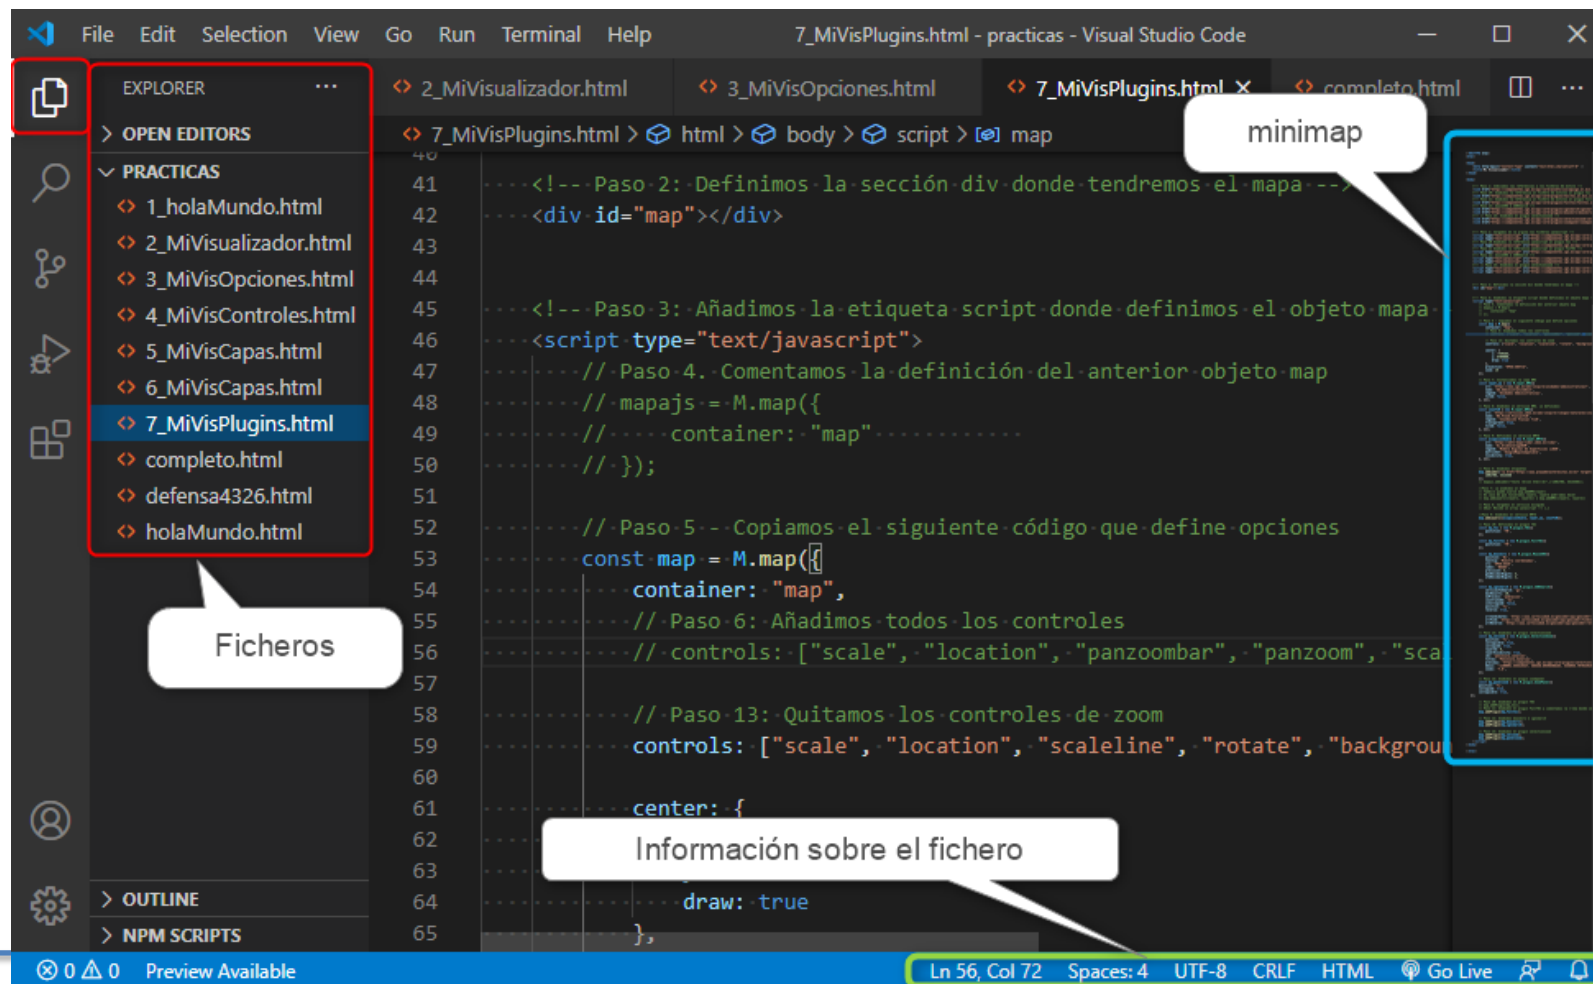 File Edit Selection View Go Run Terminal Help 7_MiVisPlugins.html - practicas - Visual Studio Code
EXPLORER ···
2_MiVisualizador.html 3_MiVisOpciones.html 7_MiVisPlugins.html completo.html
7_MiVisPlugins.html > html > body > script > map
minimap
OPEN EDITORS
PRACTICAS
1_holaMundo.html
2_MiVisualizador.html
3_MiVisOpciones.html
4_MiVisControles.html
5_MiVisCapas.html
6_MiVisCapas.html
7_MiVisPlugins.html
completo.html
defensa4326.html
holaMundo.html
Ficheros
OUTLINE
NPM SCRIPTS
40
41 <!-- Paso 2: Definimos la sección div donde tendremos el mapa -->
42 <div id="map"></div>
43
44
45 <!-- Paso 3: Añadimos la etiqueta script donde definimos el objeto mapa
46 <script type="text/javascript">
47 // Paso 4. Comentamos la definición del anterior objeto map
48 // mapajs = M.map({
49 // container: "map"
50 // });
51
52 // Paso 5 - Copiamos el siguiente código que define opciones
53 const map = M.map({
54 container: "map",
55 // Paso 6: Añadimos todos los controles
56 // controls: ["scale", "location", "panzoombar", "panzoom", "sca
57
58 // Paso 13: Quitamos los controles de zoom
59 controls: ["scale", "location", "scaleline", "rotate", "backgroun
60
61 center: {
62
63
64 draw: true
65 },
Información sobre el fichero
0 0 Preview Available Ln 56, Col 72 Spaces: 4 UTF-8 CRLF HTML Go Live